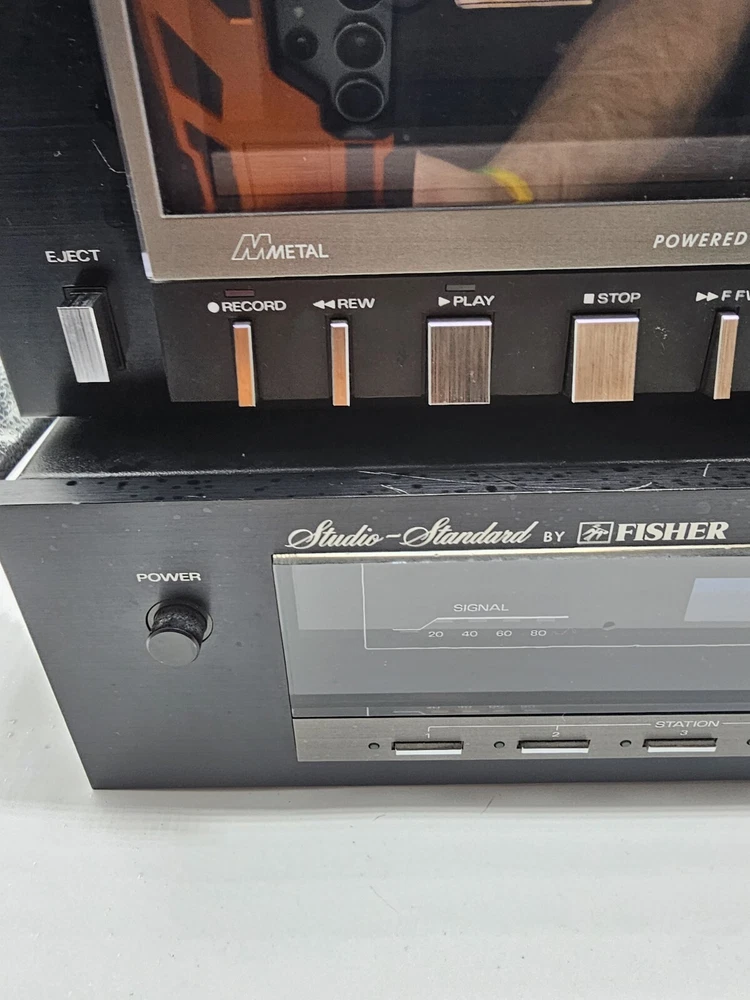 EJECT
METAL
POWERED
●RECORD ◀◀REW ▶PLAY ■STOP ▶▶F F
Studio-Standard BY FISHER
POWER
SIGNAL
20 40 60 80
STATION
1 2 3